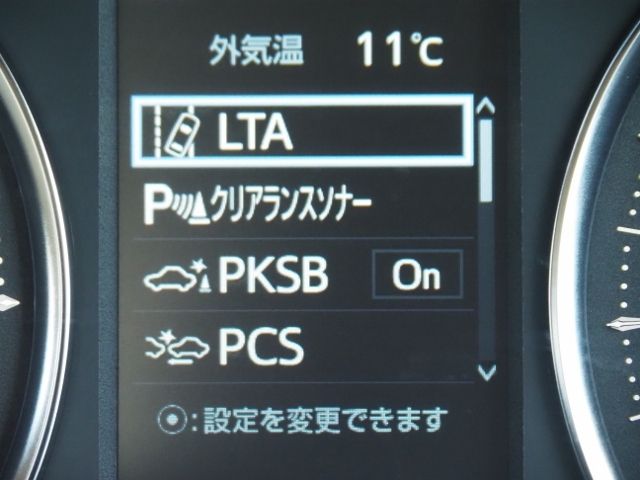 外気温 11℃
LTA
P クリアランスソナー
PKSB On
PCS
⦿:設定を変更できます